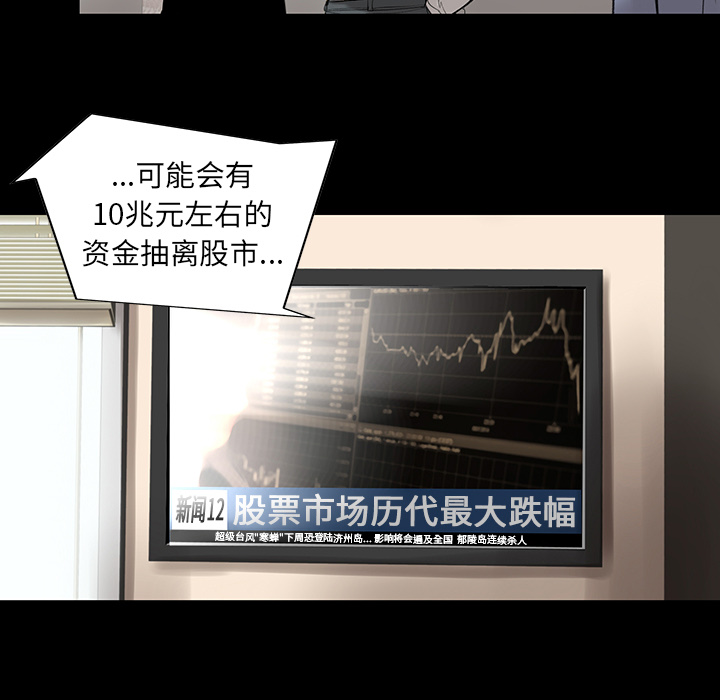 ...可能会有
10兆元左右的
资金抽离股市...
新闻12 股票市场历代最大跌幅
超级台风"寒蝉"下周恐登陆济州岛... 影响将会遍及全国 郁陵岛连续杀人